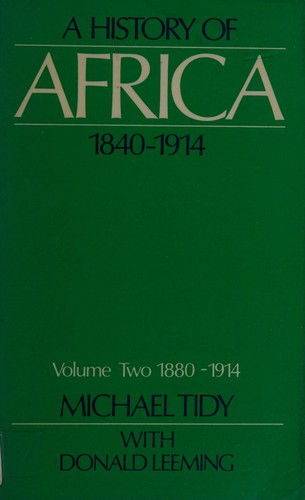 A HISTORY OF
AFRICA
1840-1914
Volume Two 1880-1914
MICHAEL TIDY
WITH
DONALD LEEMING